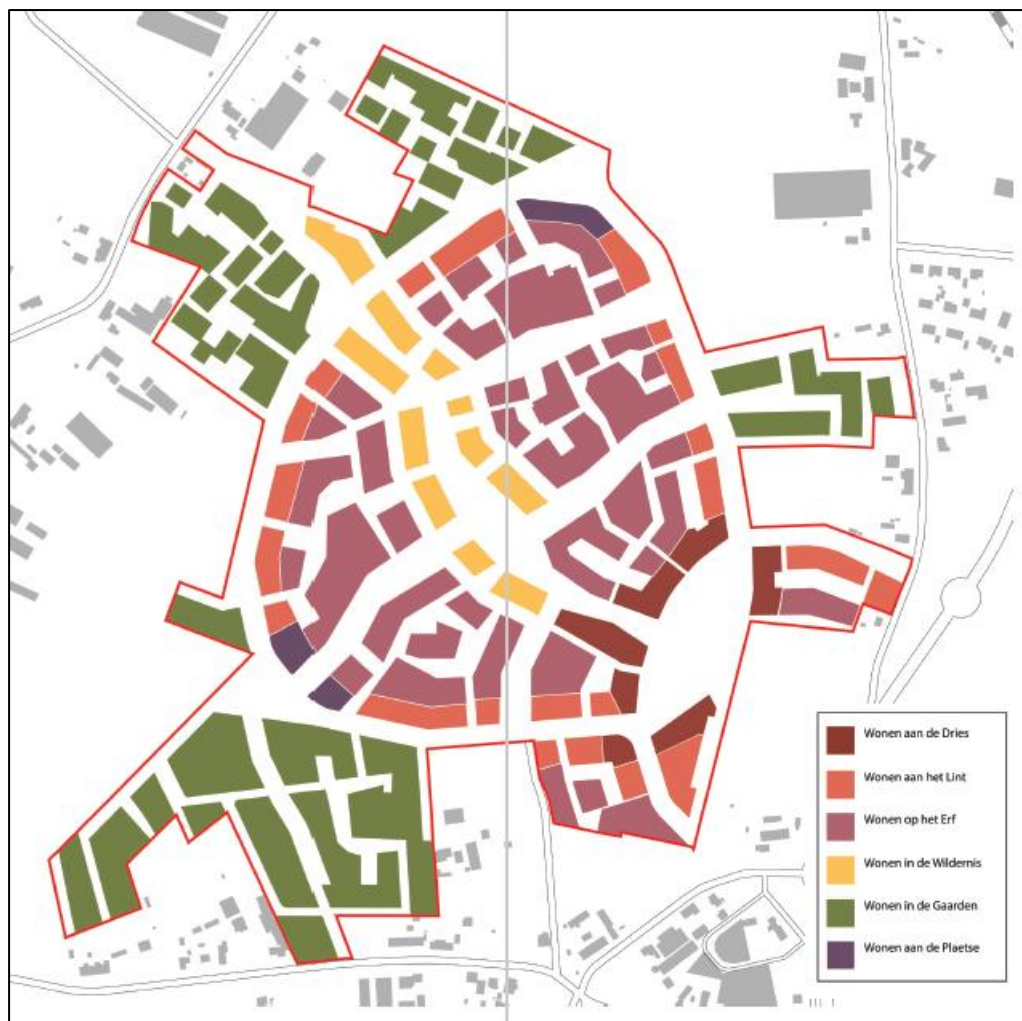 Wonen aan de Dries
Wonen aan het Lint
Wonen op het Erf
Wonen in de Wildernis
Wonen in de Gaarden
Wonen aan de Plaetse